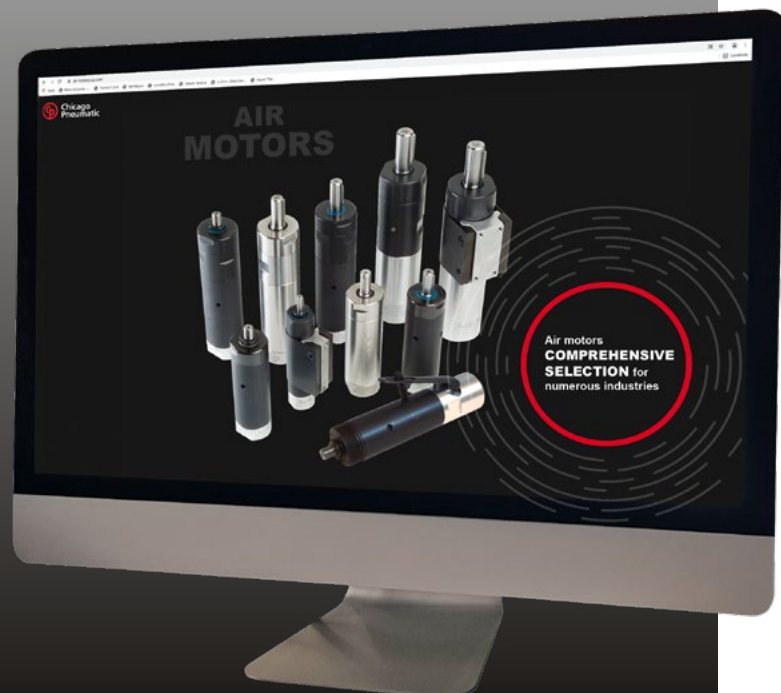 Chicago
Pneumatic
AIR
MOTORS
Air motors
COMPREHENSIVE
SELECTION for
numerous industries